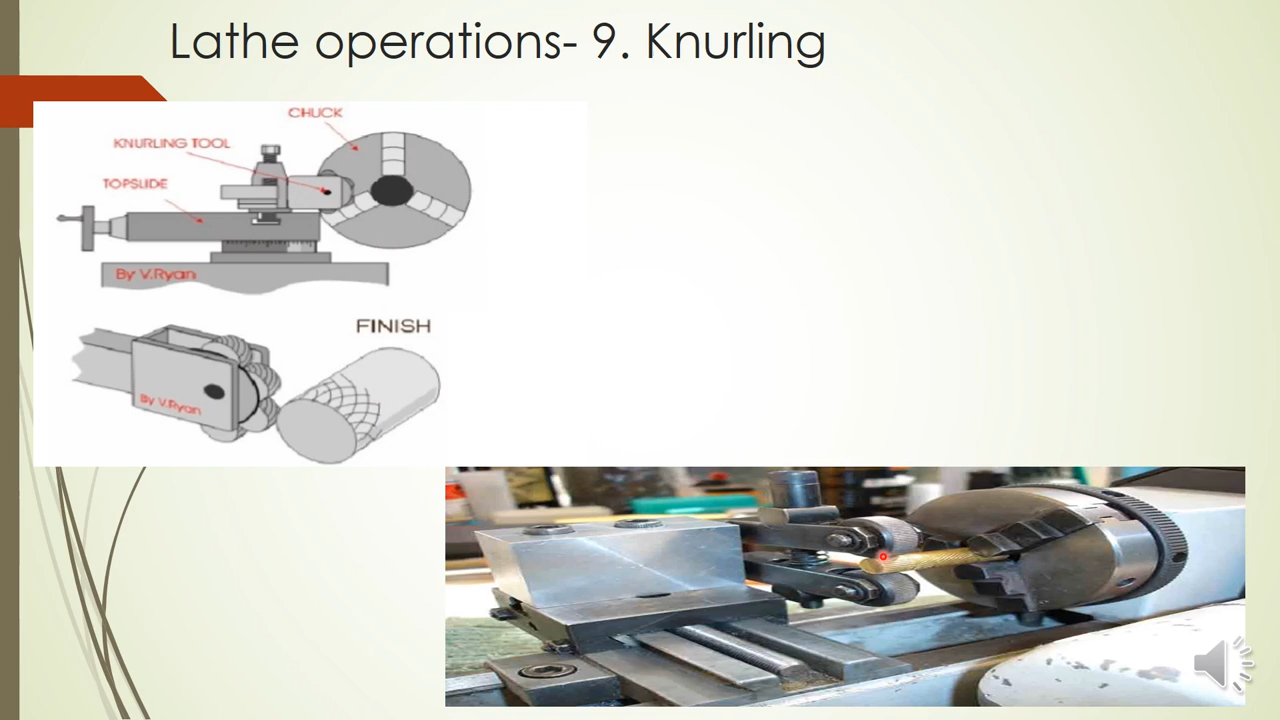 Lathe operations- 9. Knurling
CHUCK
KNURLING TOOL
TOPSLIDE
By V.Ryan
FINISH
By V.Ryan